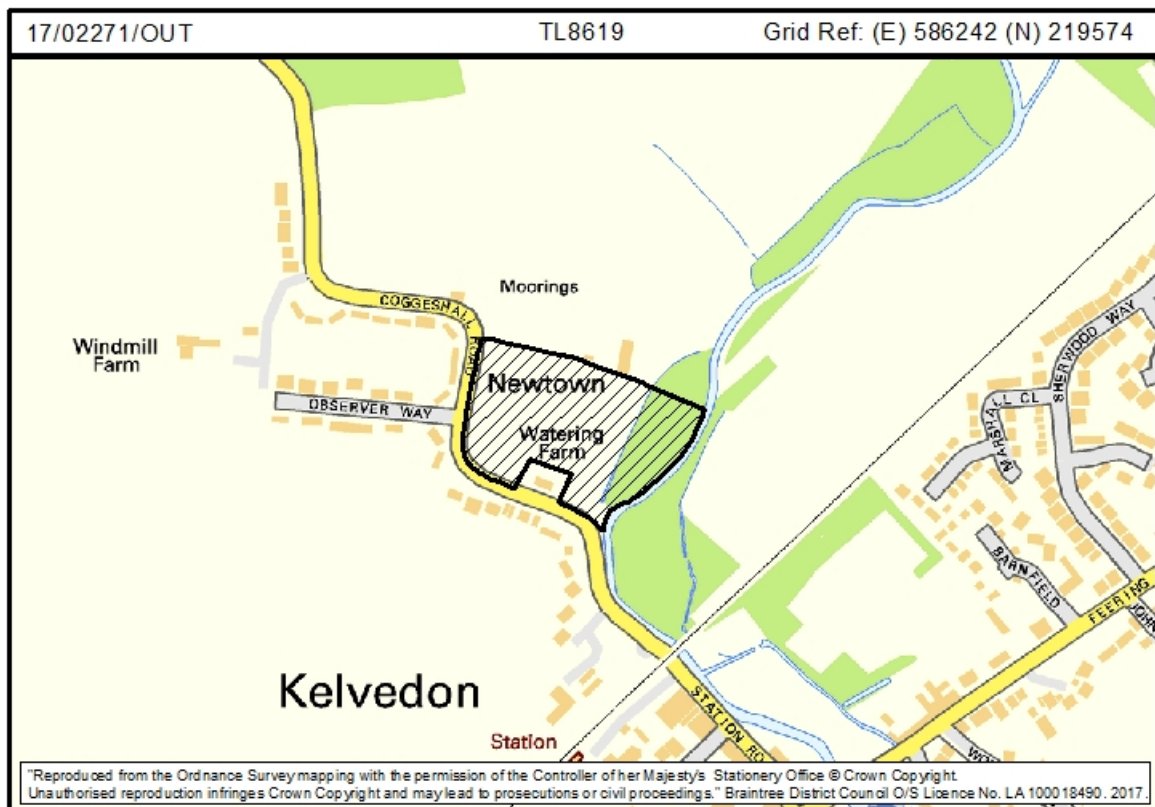 17/02271/OUT TL8619 Grid Ref: (E) 586242 (N) 219574
Moorings
COGGESHALL ROAD
Windmill
Farm
Newtown
OBSERVER WAY
Watering
Farm
SHERWOOD WAY
MARSHALL CL
BARNFIELD
FEERING
JOHN
Kelvedon
STATION RO
Station
WO
"Reproduced from the Ordnance Survey mapping with the permission of the Controller of her Majesty's Stationery Office © Crown Copyright.
Unauthorised reproduction infringes Crown Copyright and may lead to prosecutions or civil proceedings." Braintree District Council O/S Licence No. LA 100018490. 2017.